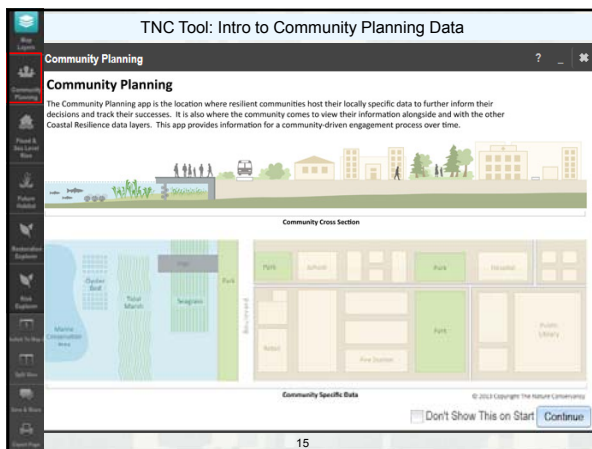 TNC Tool: Intro to Community Planning Data
Map
Layers
Community
Planning
Flood &
Sea Level
Rise
Future
Habitat
Restoration
Explorer
Risk
Explorer
Split View
Save & Share
Export Page
Community Planning
? _ ✖
Community Planning
The Community Planning app is the location where resilient communities host their locally specific data to further inform their
decisions and track their successes. It is also where the community comes to view their information alongside and with the other
Coastal Resilience data layers. This app provides information for a community-driven engagement process over time.
Community Cross Section
Marine
Conservation
Oyster
Bed
Tidal
Marsh
Pier
Seagrass
Park
Boulevard
Park
School
Park
Hospital
Retail
Fire Station
Park
Public
Library
Community Specific Data
© 2013 Copyright The Nature Conservancy
Don't Show This on Start
Continue
15